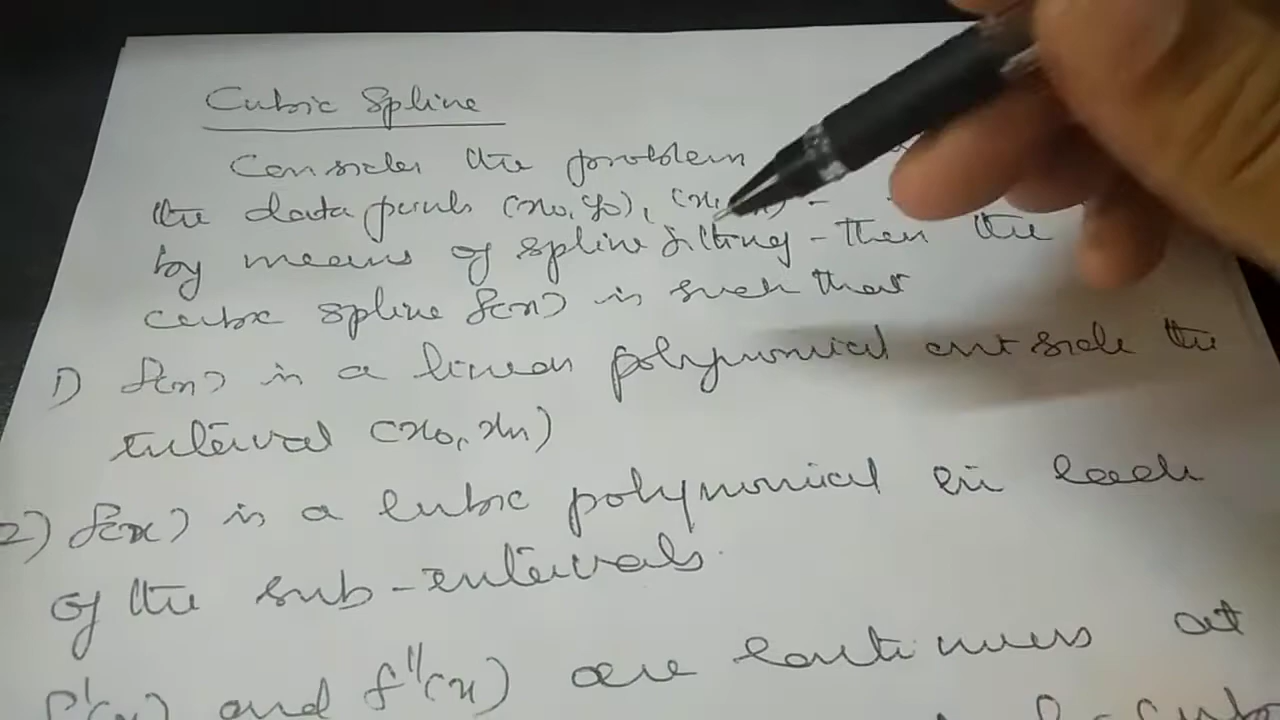 Cubic Spline
Consider the problem
the data points (x0, y0), (x1,
by means of spline fitting - then the
cubic spline f(x) is such that
1) f(x) is a linear polynomial out side the
interval (x0, xn)
2) f(x) is a cubic polynomial in each
of the sub-intervals.
f'(x) and f''(x) are continuous at